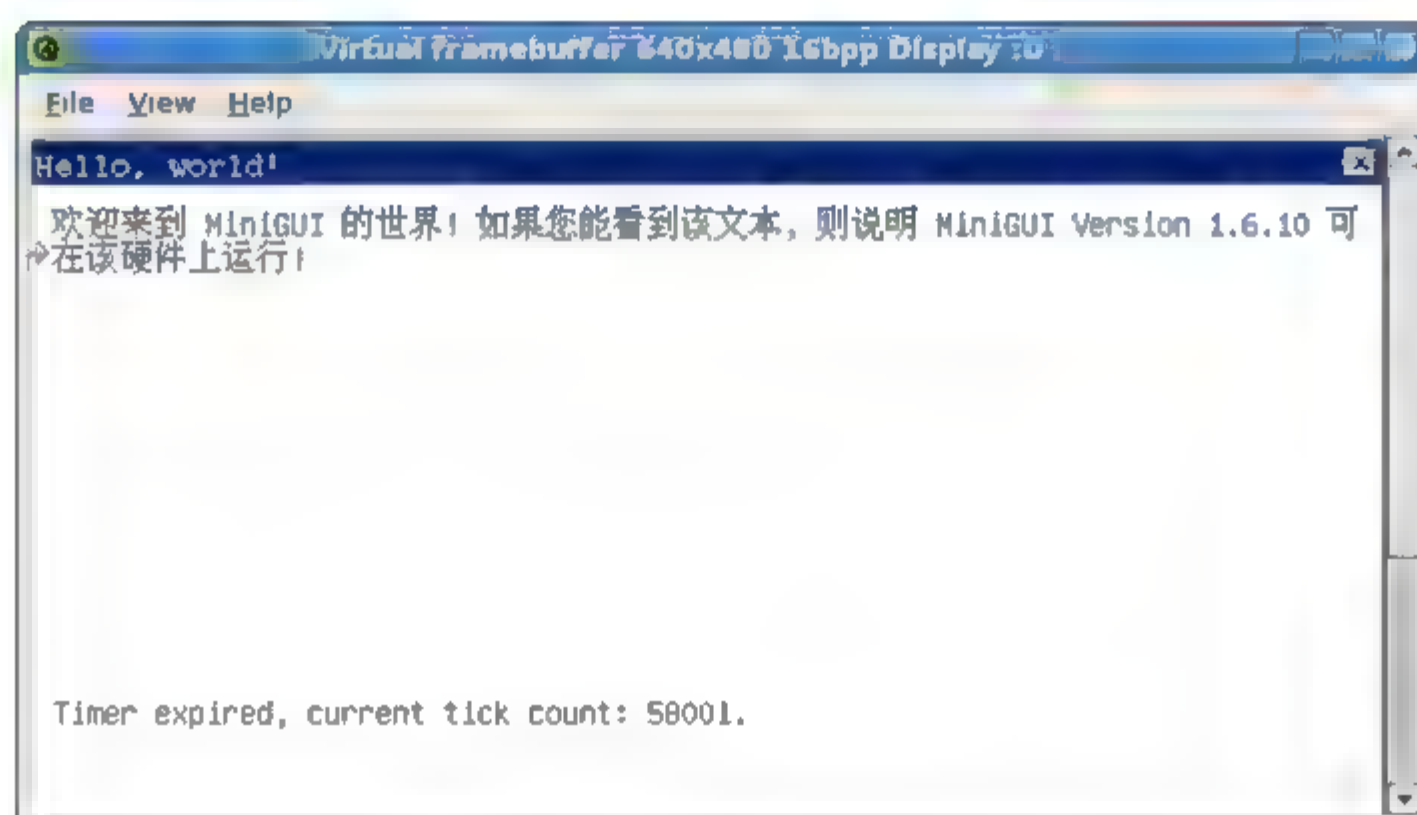 Virtual framebuffer 640x480 16bpp Display :0
File View Help
Hello, world!
欢迎来到 MiniGUI 的世界! 如果您能看到该文本, 则说明 MiniGUI Version 1.6.10 可
在该硬件上运行!
Timer expired, current tick count: 58001.